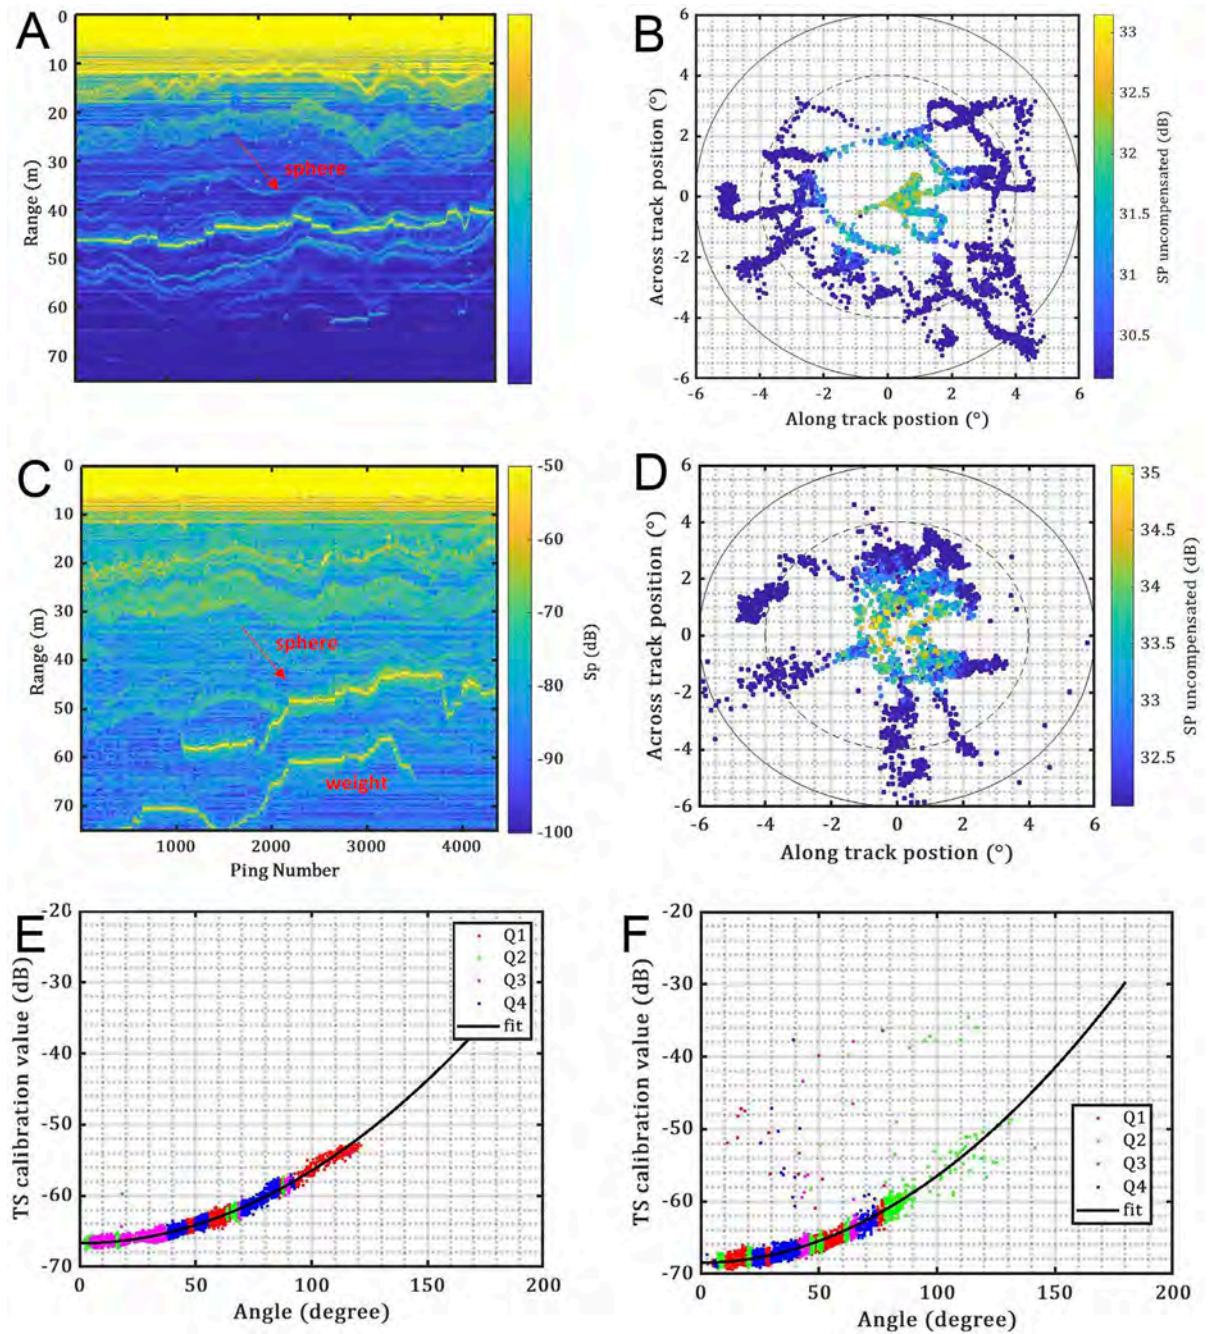 A
0
10
20
30
40
50
60
70
Range (m)
sphere
B
6
4
2
0
-2
-4
-6
Across track position (°)
-6
-4
-2
0
2
4
6
Along track postion (°)
33
32.5
32
31.5
31
30.5
SP uncompensated (dB)
C
0
10
20
30
40
50
60
70
Range (m)
sphere
weight
1000
2000
3000
4000
Ping Number
-50
-60
-70
-80
-90
-100
Sp (dB)
D
6
4
2
0
-2
-4
-6
Across track position (°)
-6
-4
-2
0
2
4
6
Along track postion (°)
35
34.5
34
33.5
33
32.5
SP uncompensated (dB)
E
-20
-30
-40
-50
-60
-70
TS calibration value (dB)
0
50
100
150
200
Angle (degree)
Q1
Q2
Q3
Q4
fit
F
-20
-30
-40
-50
-60
-70
TS calibration value (dB)
0
50
100
150
200
Angle (degree)
Q1
Q2
Q3
Q4
fit